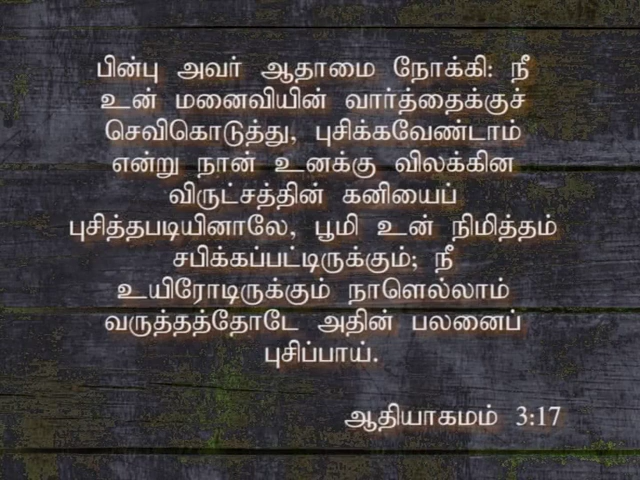 பின்பு அவர் ஆதாமை நோக்கி: நீ
உன் மனைவியின் வார்த்தைக்குச்
செவிகொடுத்து, புசிக்கவேண்டாம்
என்று நான் உனக்கு விலக்கின
விருட்சத்தின் கனியைப்
புசித்தபடியினாலே, பூமி உன் நிமித்தம்
சபிக்கப்பட்டிருக்கும்; நீ
உயிரோடிருக்கும் நாளெல்லாம்
வருத்தத்தோடே அதின் பலனைப்
புசிப்பாய்.
ஆதியாகமம் 3:17